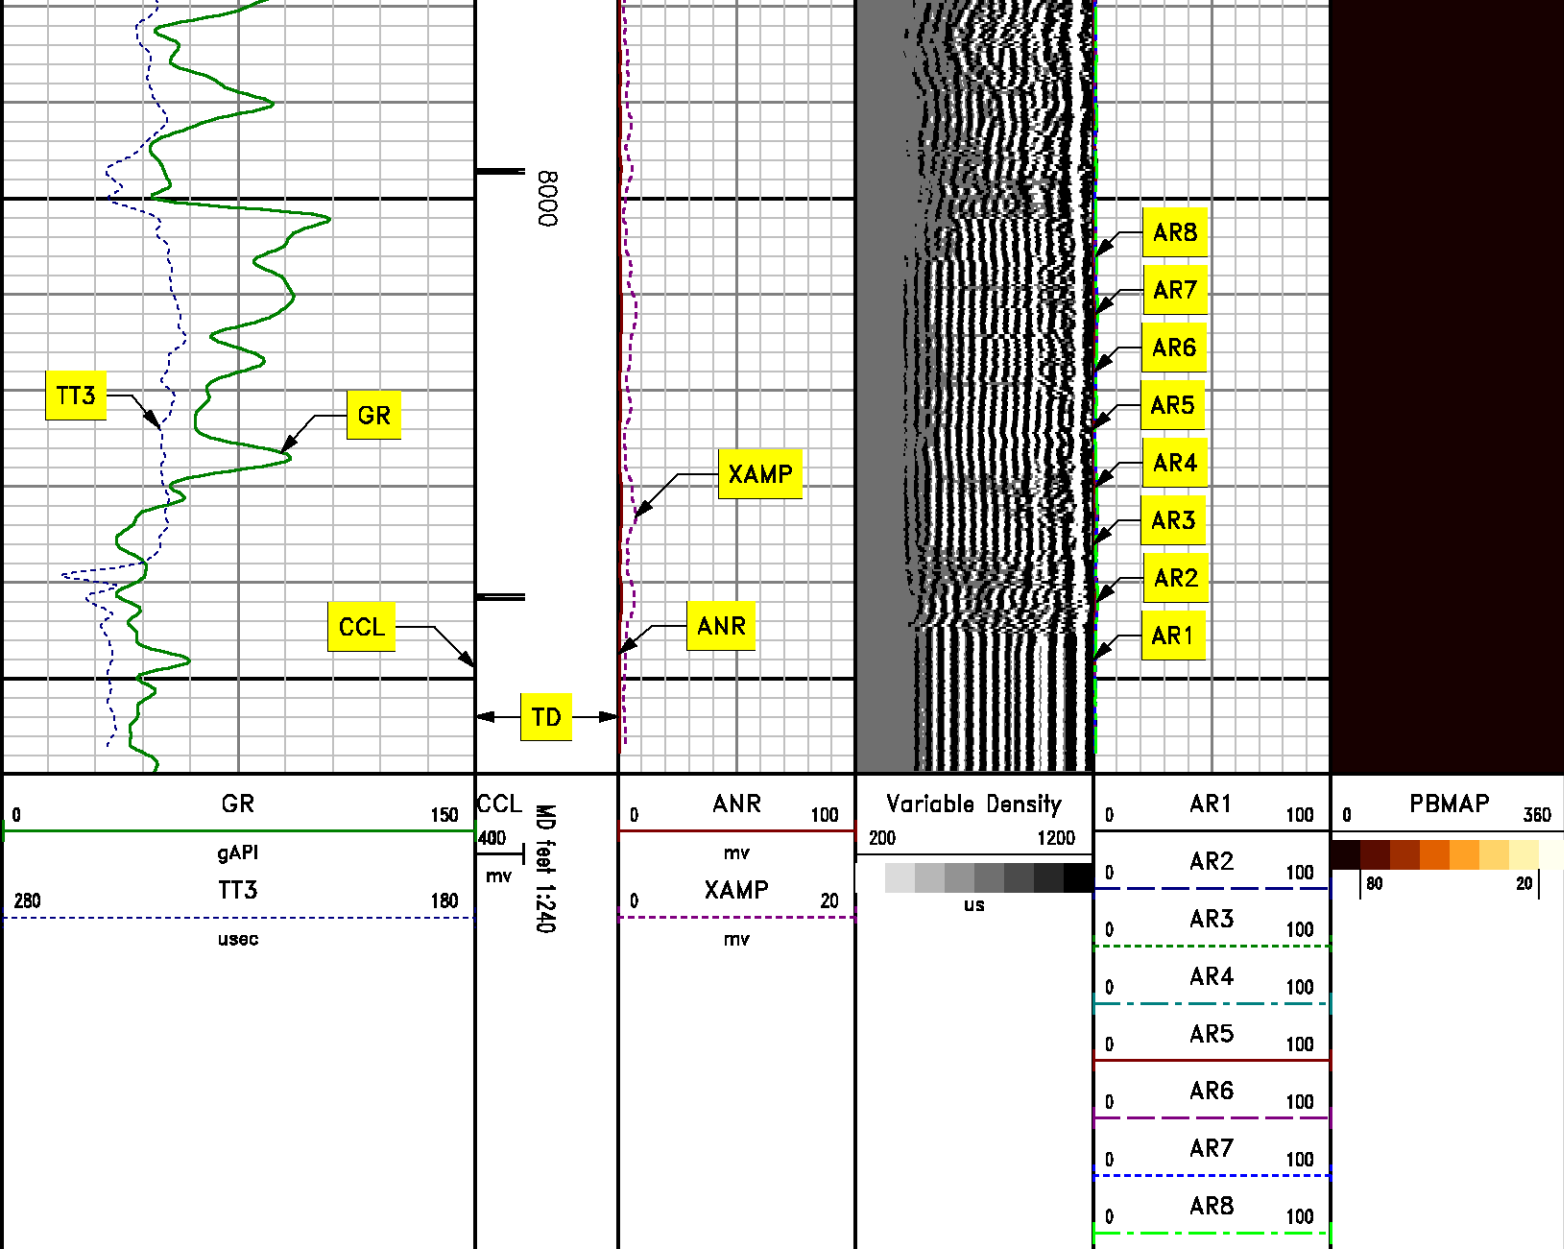 8000
AR8
AR7
AR6
TT3
AR5
GR
AR4
XAMP
AR3
AR2
CCL
ANR
AR1
TD
0 GR 150
gAPI
280 TT3 180
usec
CCL
400
mv
MD feet 1:240
0 ANR 100
mv
0 XAMP 20
mv
Variable Density
200 1200
us
0 AR1 100
0 AR2 100
0 AR3 100
0 AR4 100
0 AR5 100
0 AR6 100
0 AR7 100
0 AR8 100
0 PBMAP 360
80 20